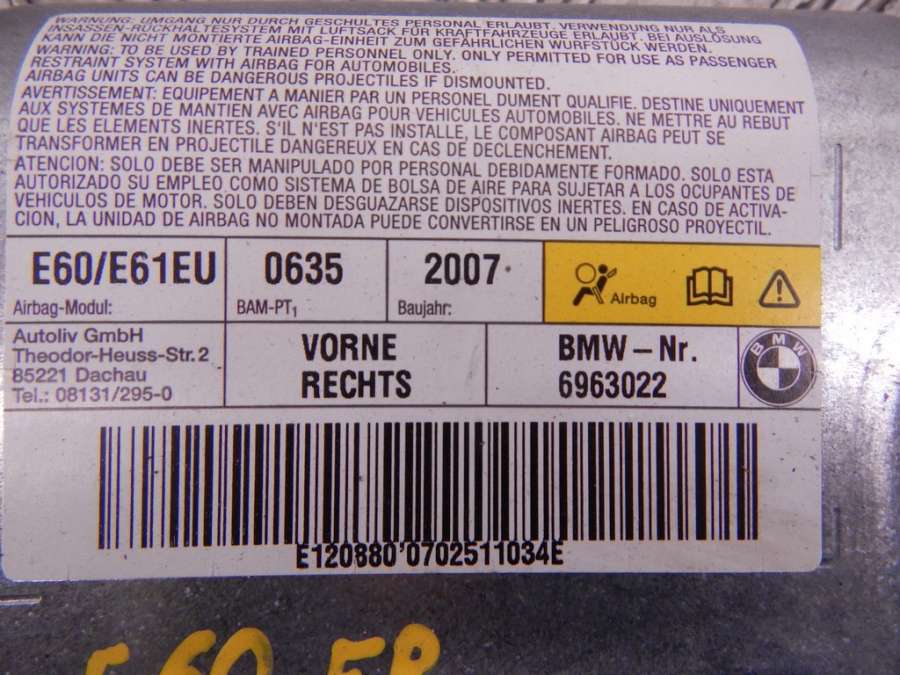 WARNUNG: UMGANG NUR DURCH GESCHULTES PERSONAL ERLAUBT. VERWENDUNG NUR ALS
INSASSEN-RÜCKHALTESYSTEM MIT LUFTSACK FÜR KRAFTFAHRZEUGE ERLAUBT. BEI AUSLÖSUNG
KANN DIE NICHT MONTIERTE AIRBAG-EINHEIT ZUM GEFÄHRLICHEN WURFSTÜCK WERDEN.
WARNING: TO BE USED BY TRAINED PERSONNEL ONLY. ONLY PERMITTED FOR USE AS PASSENGER
RESTRAINT SYSTEM WITH AIRBAG FOR AUTOMOBILES.
AIRBAG UNITS CAN BE DANGEROUS PROJECTILES IF DISMOUNTED.
AVERTISSEMENT: EQUIPEMENT A MANIER PAR UN PERSONEL DUMENT QUALIFIE. DESTINE UNIQUEMENT
AUX SYSTEMES DE MANTIEN AVEC AIRBAG POUR VEHICULES AUTOMOBILES. NE METTRE AU REBUT
QUE LES ELEMENTS INERTES. S'IL N'EST PAS INSTALLE, LE COMPOSANT AIRBAG PEUT SE
TRANSFORMER EN PROJECTILE DANGEREUX EN CAS DE DECLENCHEMENT.
ATENCION: SOLO DEBE SER MANIPULADO POR PERSONAL DEBIDAMENTE FORMADO. SOLO ESTA
AUTORIZADO SU EMPLEO COMO SISTEMA DE BOLSA DE AIRE PARA SUJETAR A LOS OCUPANTES DE
VEHICULOS DE MOTOR. SOLO DEBEN DESGUAZARSE DISPOSITIVOS INERTES. EN CASO DE ACTIVA-
CION, LA UNIDAD DE AIRBAG NO MONTADA PUEDE CONVERTIRSE EN UN PELIGROSO PROYECTIL.
E60/E61EU 0635 2007
Airbag
Airbag-Modul: BAM-PT1 Baujahr:
Autoliv GmbH
Theodor-Heuss-Str.2
85221 Dachau
Tel.: 08131/295-0
VORNE
RECHTS
BMW – Nr.
6963022
BMW
E120880'0702511034E
E60 FR